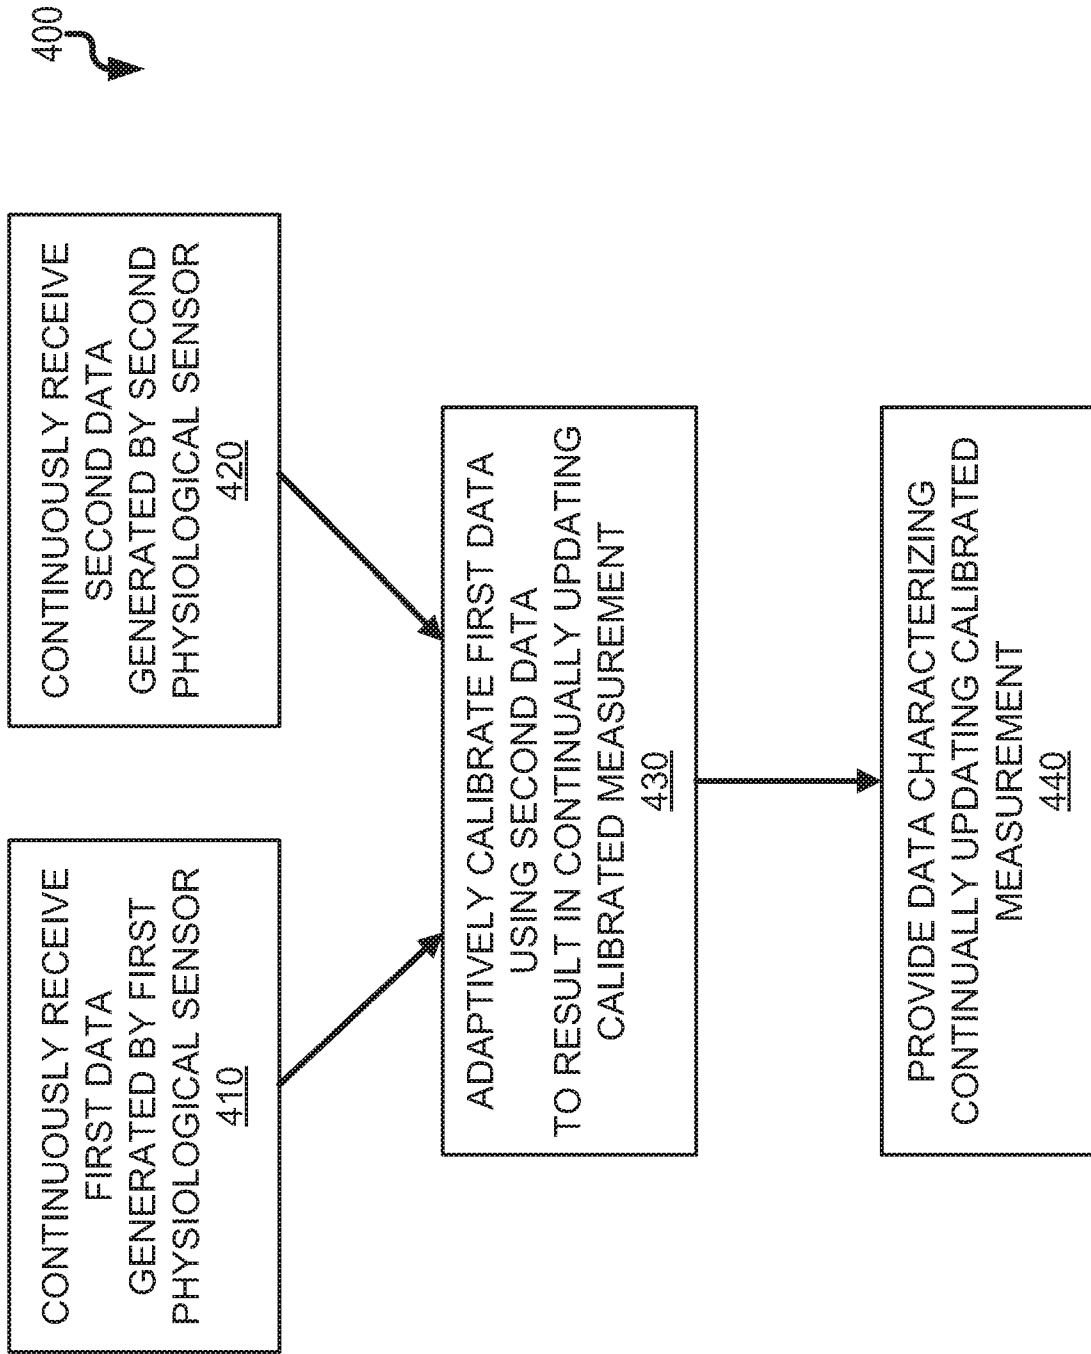 400
CONTINUOUSLY RECEIVE
FIRST DATA
GENERATED BY FIRST
PHYSIOLOGICAL SENSOR
410
CONTINUOUSLY RECEIVE
SECOND DATA
GENERATED BY SECOND
PHYSIOLOGICAL SENSOR
420
ADAPTIVELY CALIBRATE FIRST DATA
USING SECOND DATA
TO RESULT IN CONTINUALLY UPDATING
CALIBRATED MEASUREMENT
430
PROVIDE DATA CHARACTERIZING
CONTINUALLY UPDATING CALIBRATED
MEASUREMENT
440